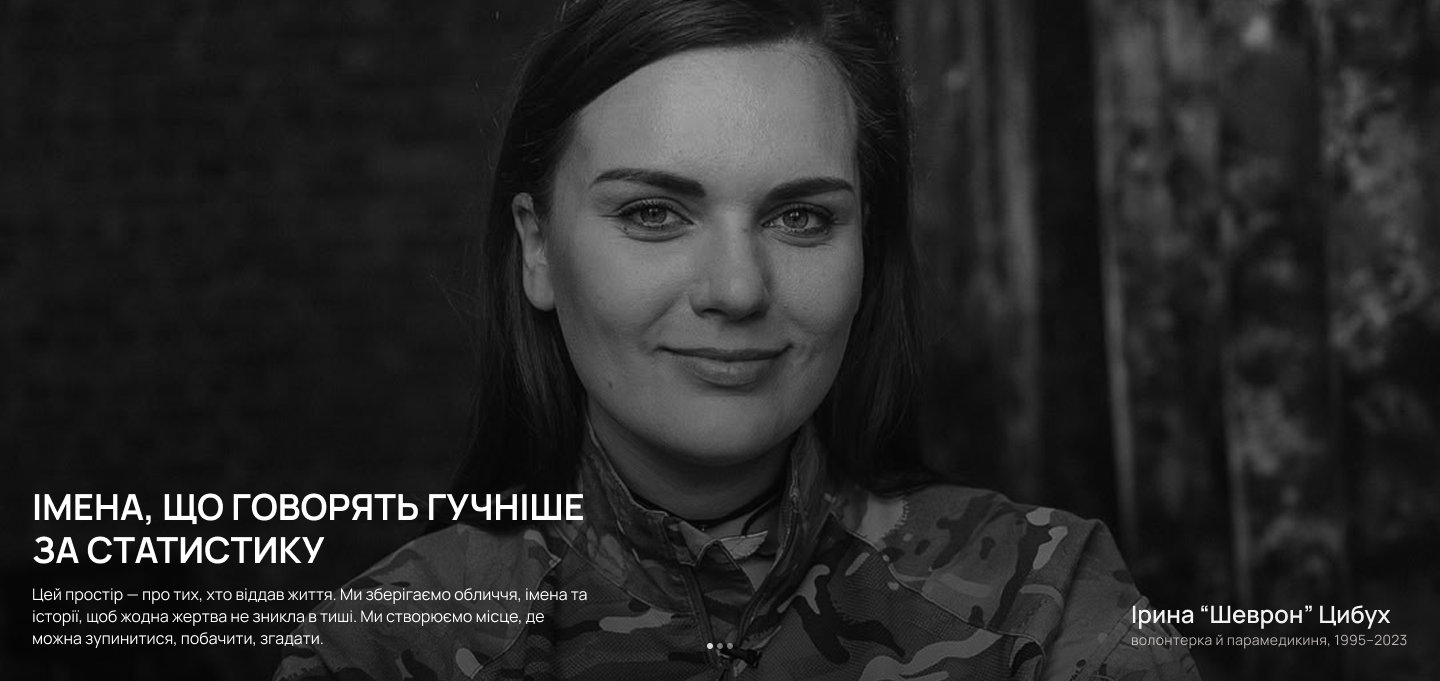 ІМЕНА, ЩО ГОВОРЯТЬ ГУЧНІШЕ
ЗА СТАТИСТИКУ
Цей простір — про тих, хто віддав життя. Ми зберігаємо обличчя, імена та
історії, щоб жодна жертва не зникла в тиші. Ми створюємо місце, де
можна зупинитися, побачити, згадати.
Ірина “Шеврон” Цибух
волонтерка й парамедикиня, 1995–2023